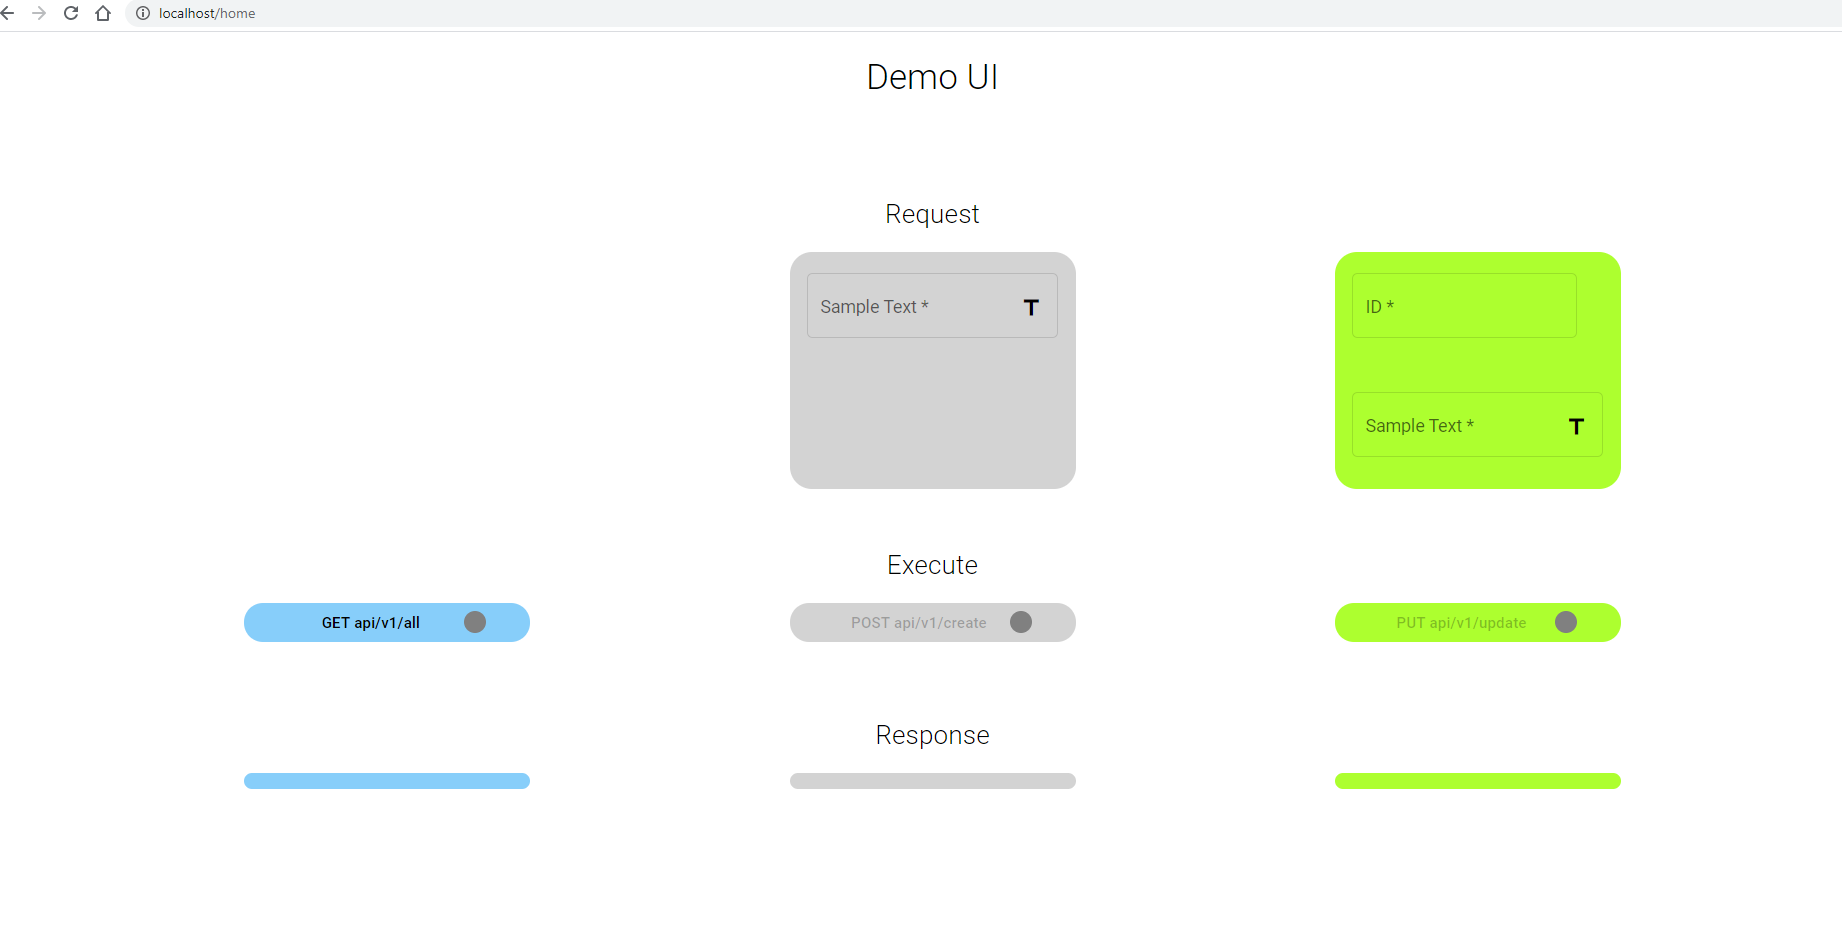 localhost/home
Demo UI
Request
Sample Text *
T
ID *
Sample Text *
T
Execute
GET api/v1/all
POST api/v1/create
PUT api/v1/update
Response